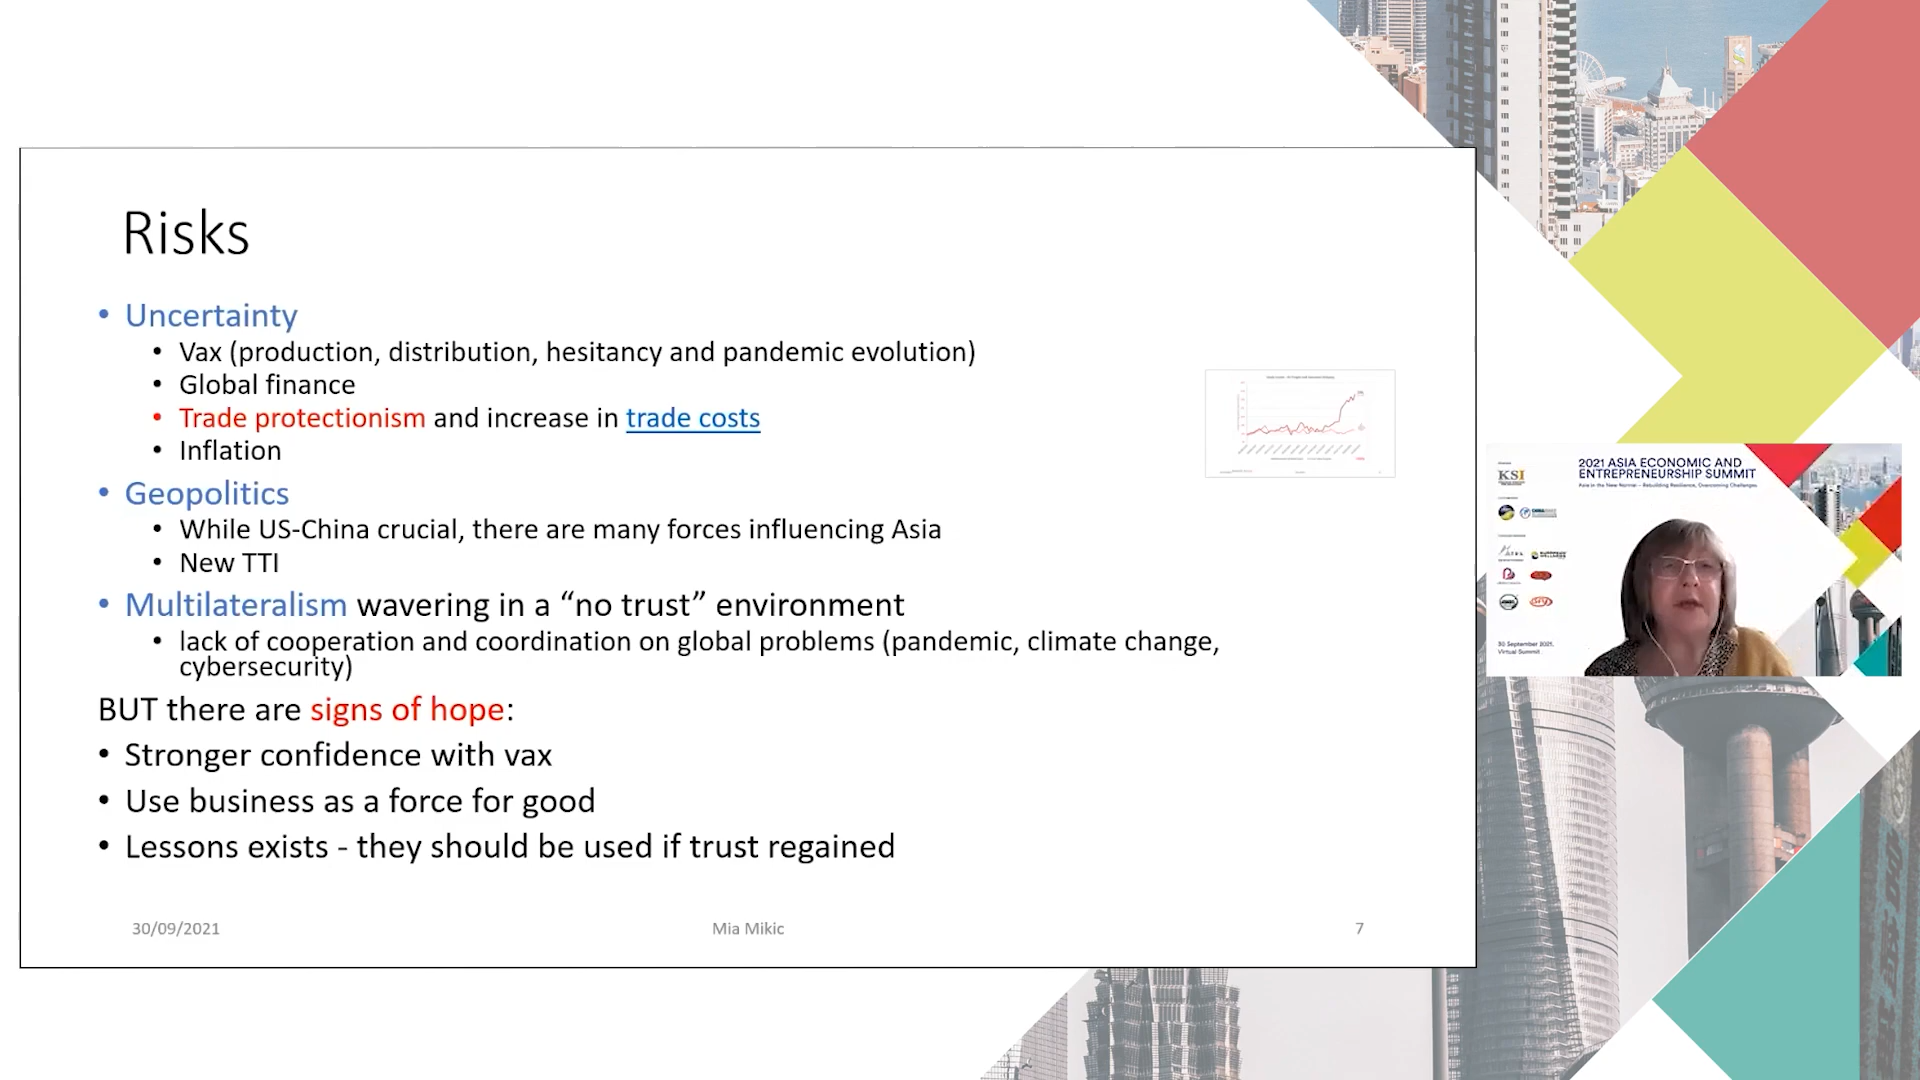 Risks
• Uncertainty
• Vax (production, distribution, hesitancy and pandemic evolution)
• Global finance
• Trade protectionism and increase in trade costs
• Inflation
• Geopolitics
• While US-China crucial, there are many forces influencing Asia
• New TTI
• Multilateralism wavering in a “no trust” environment
• lack of cooperation and coordination on global problems (pandemic, climate change,
cybersecurity)
BUT there are signs of hope:
• Stronger confidence with vax
• Use business as a force for good
• Lessons exists - they should be used if trust regained
30/09/2021
Mia Mikic
7
KSI
2021 ASIA ECONOMIC AND
ENTREPRENEURSHIP SUMMIT
Asia in the New Normal – Rebuilding Resilience, Overcoming Challenges
30 September 2021,
Virtual Summit